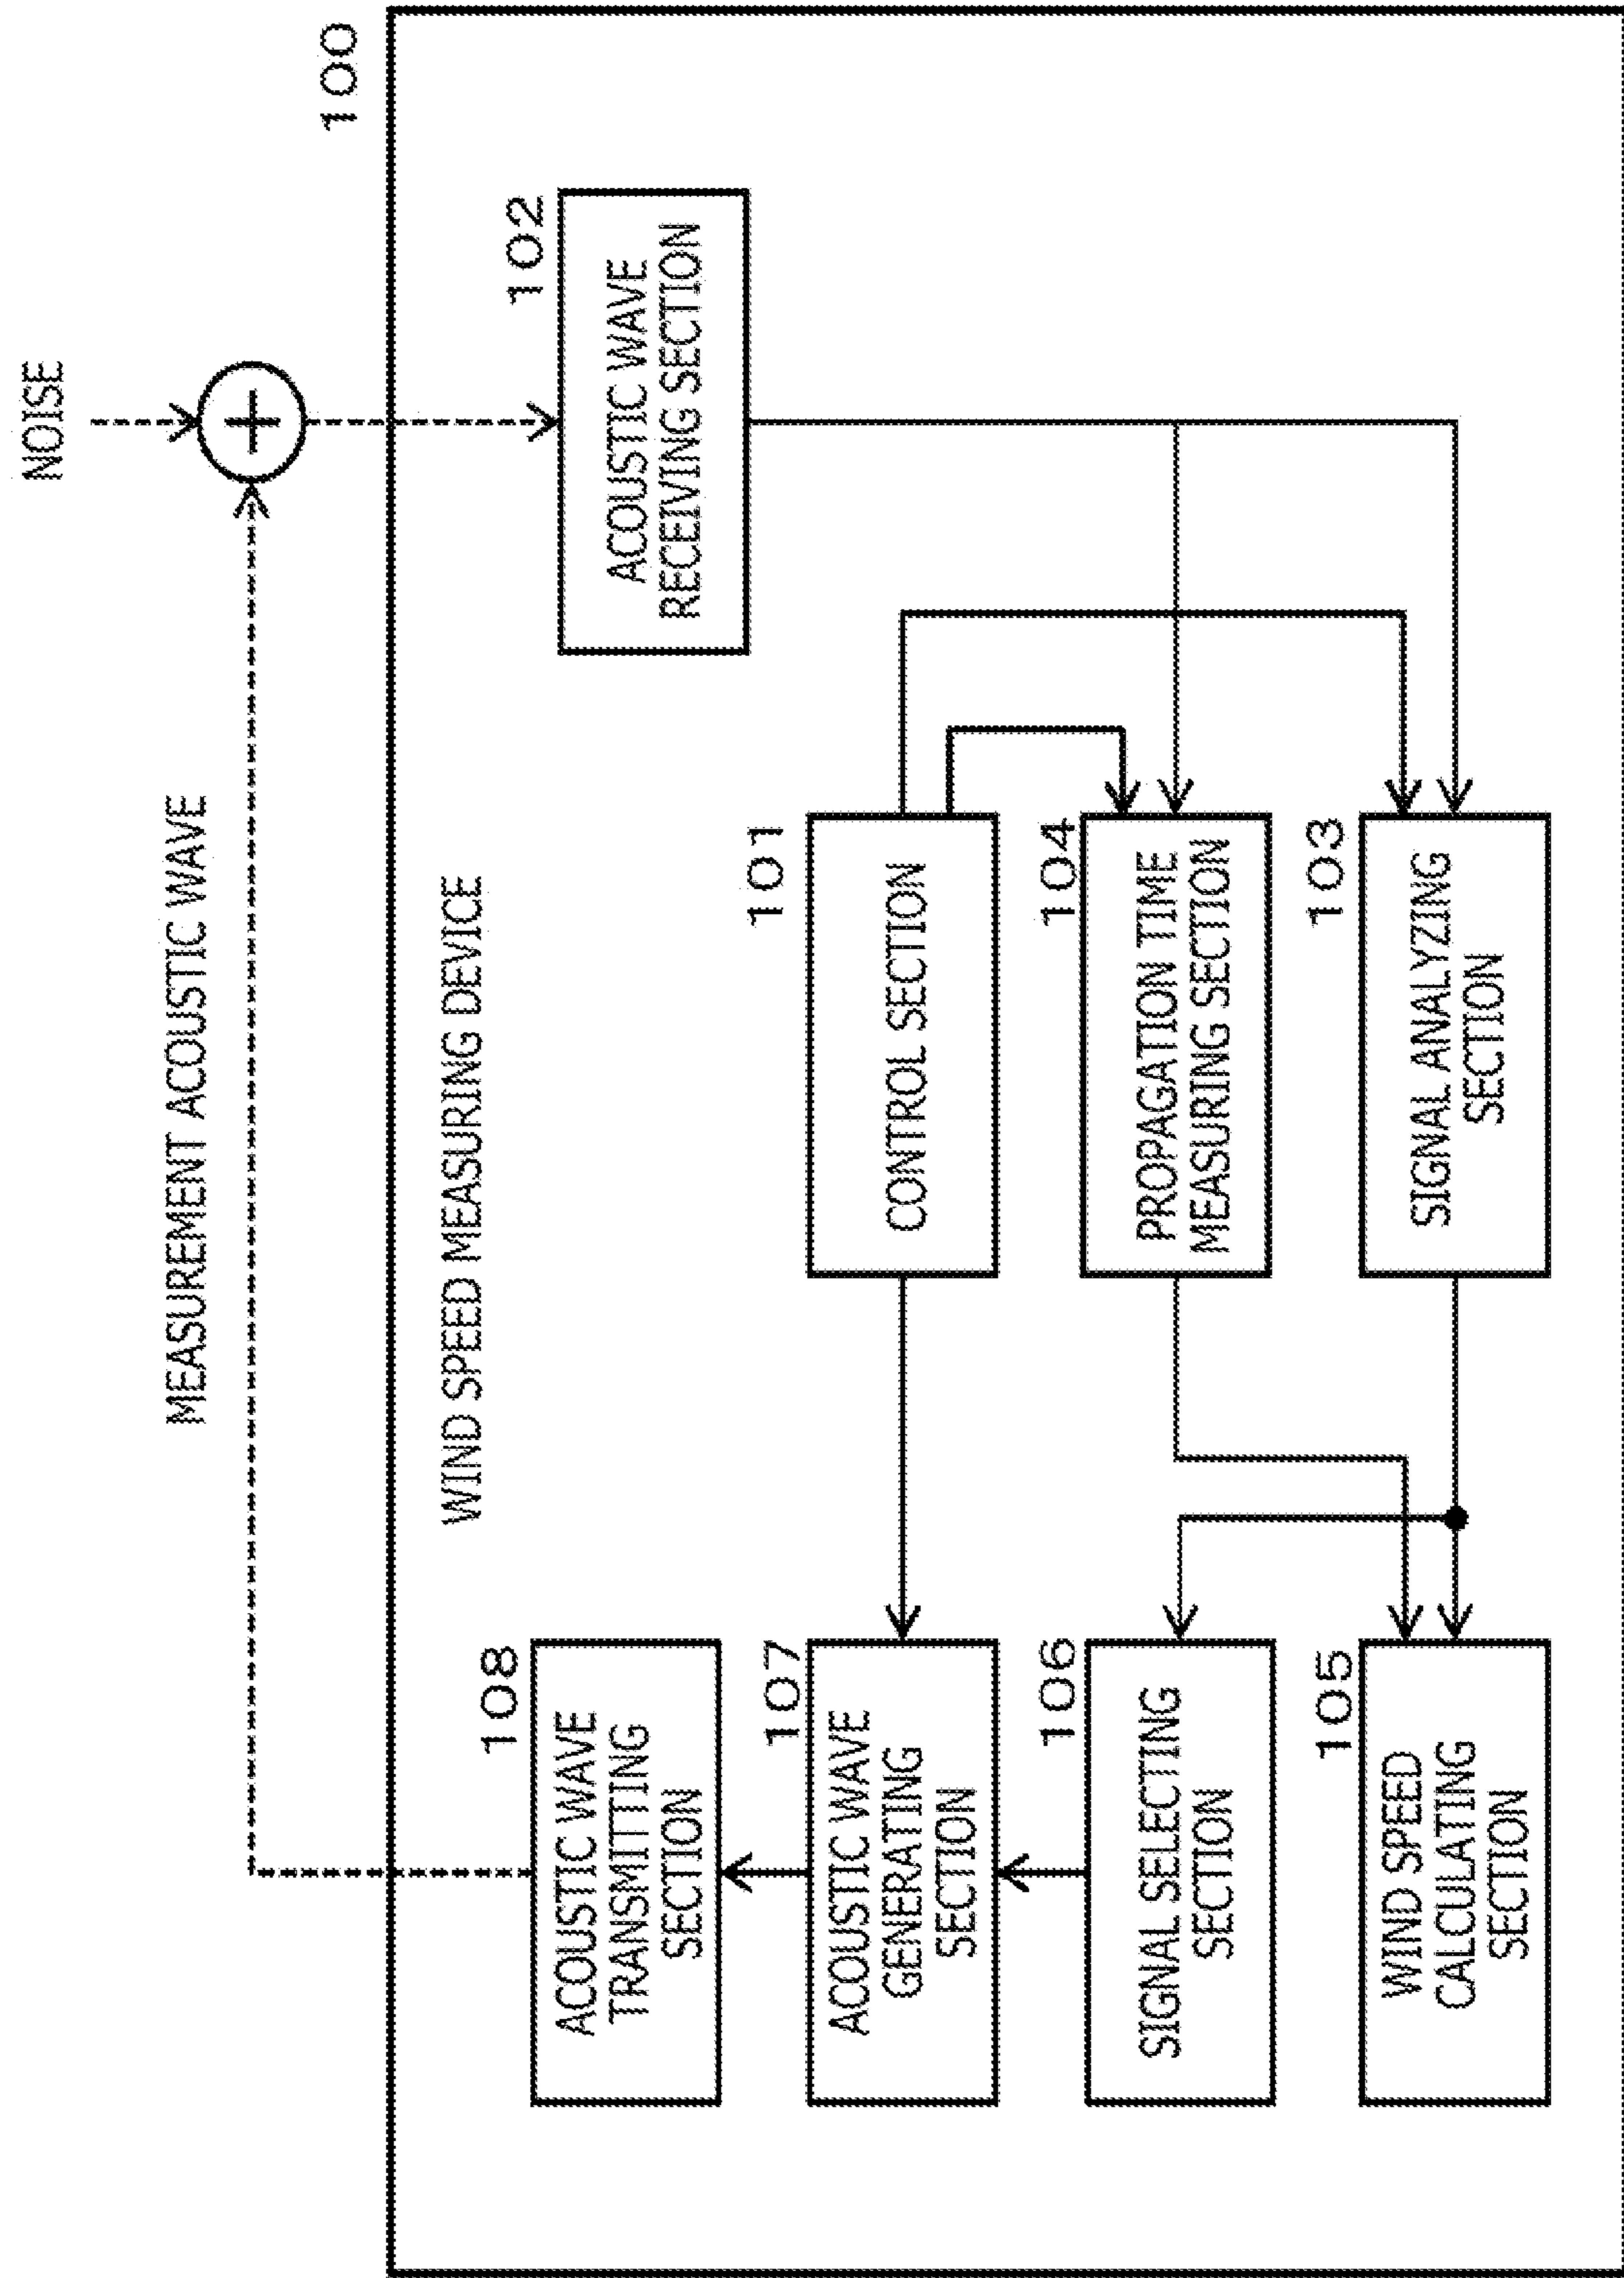 NOISE
MEASUREMENT ACOUSTIC WAVE
100
WIND SPEED MEASURING DEVICE
108
ACOUSTIC WAVE
TRANSMITTING
SECTION
102
ACOUSTIC WAVE
RECEIVING SECTION
107
ACOUSTIC WAVE
GENERATING
SECTION
101
CONTROL SECTION
106
SIGNAL SELECTING
SECTION
104
PROPAGATION TIME
MEASURING SECTION
105
WIND SPEED
CALCULATING
SECTION
103
SIGNAL ANALYZING
SECTION